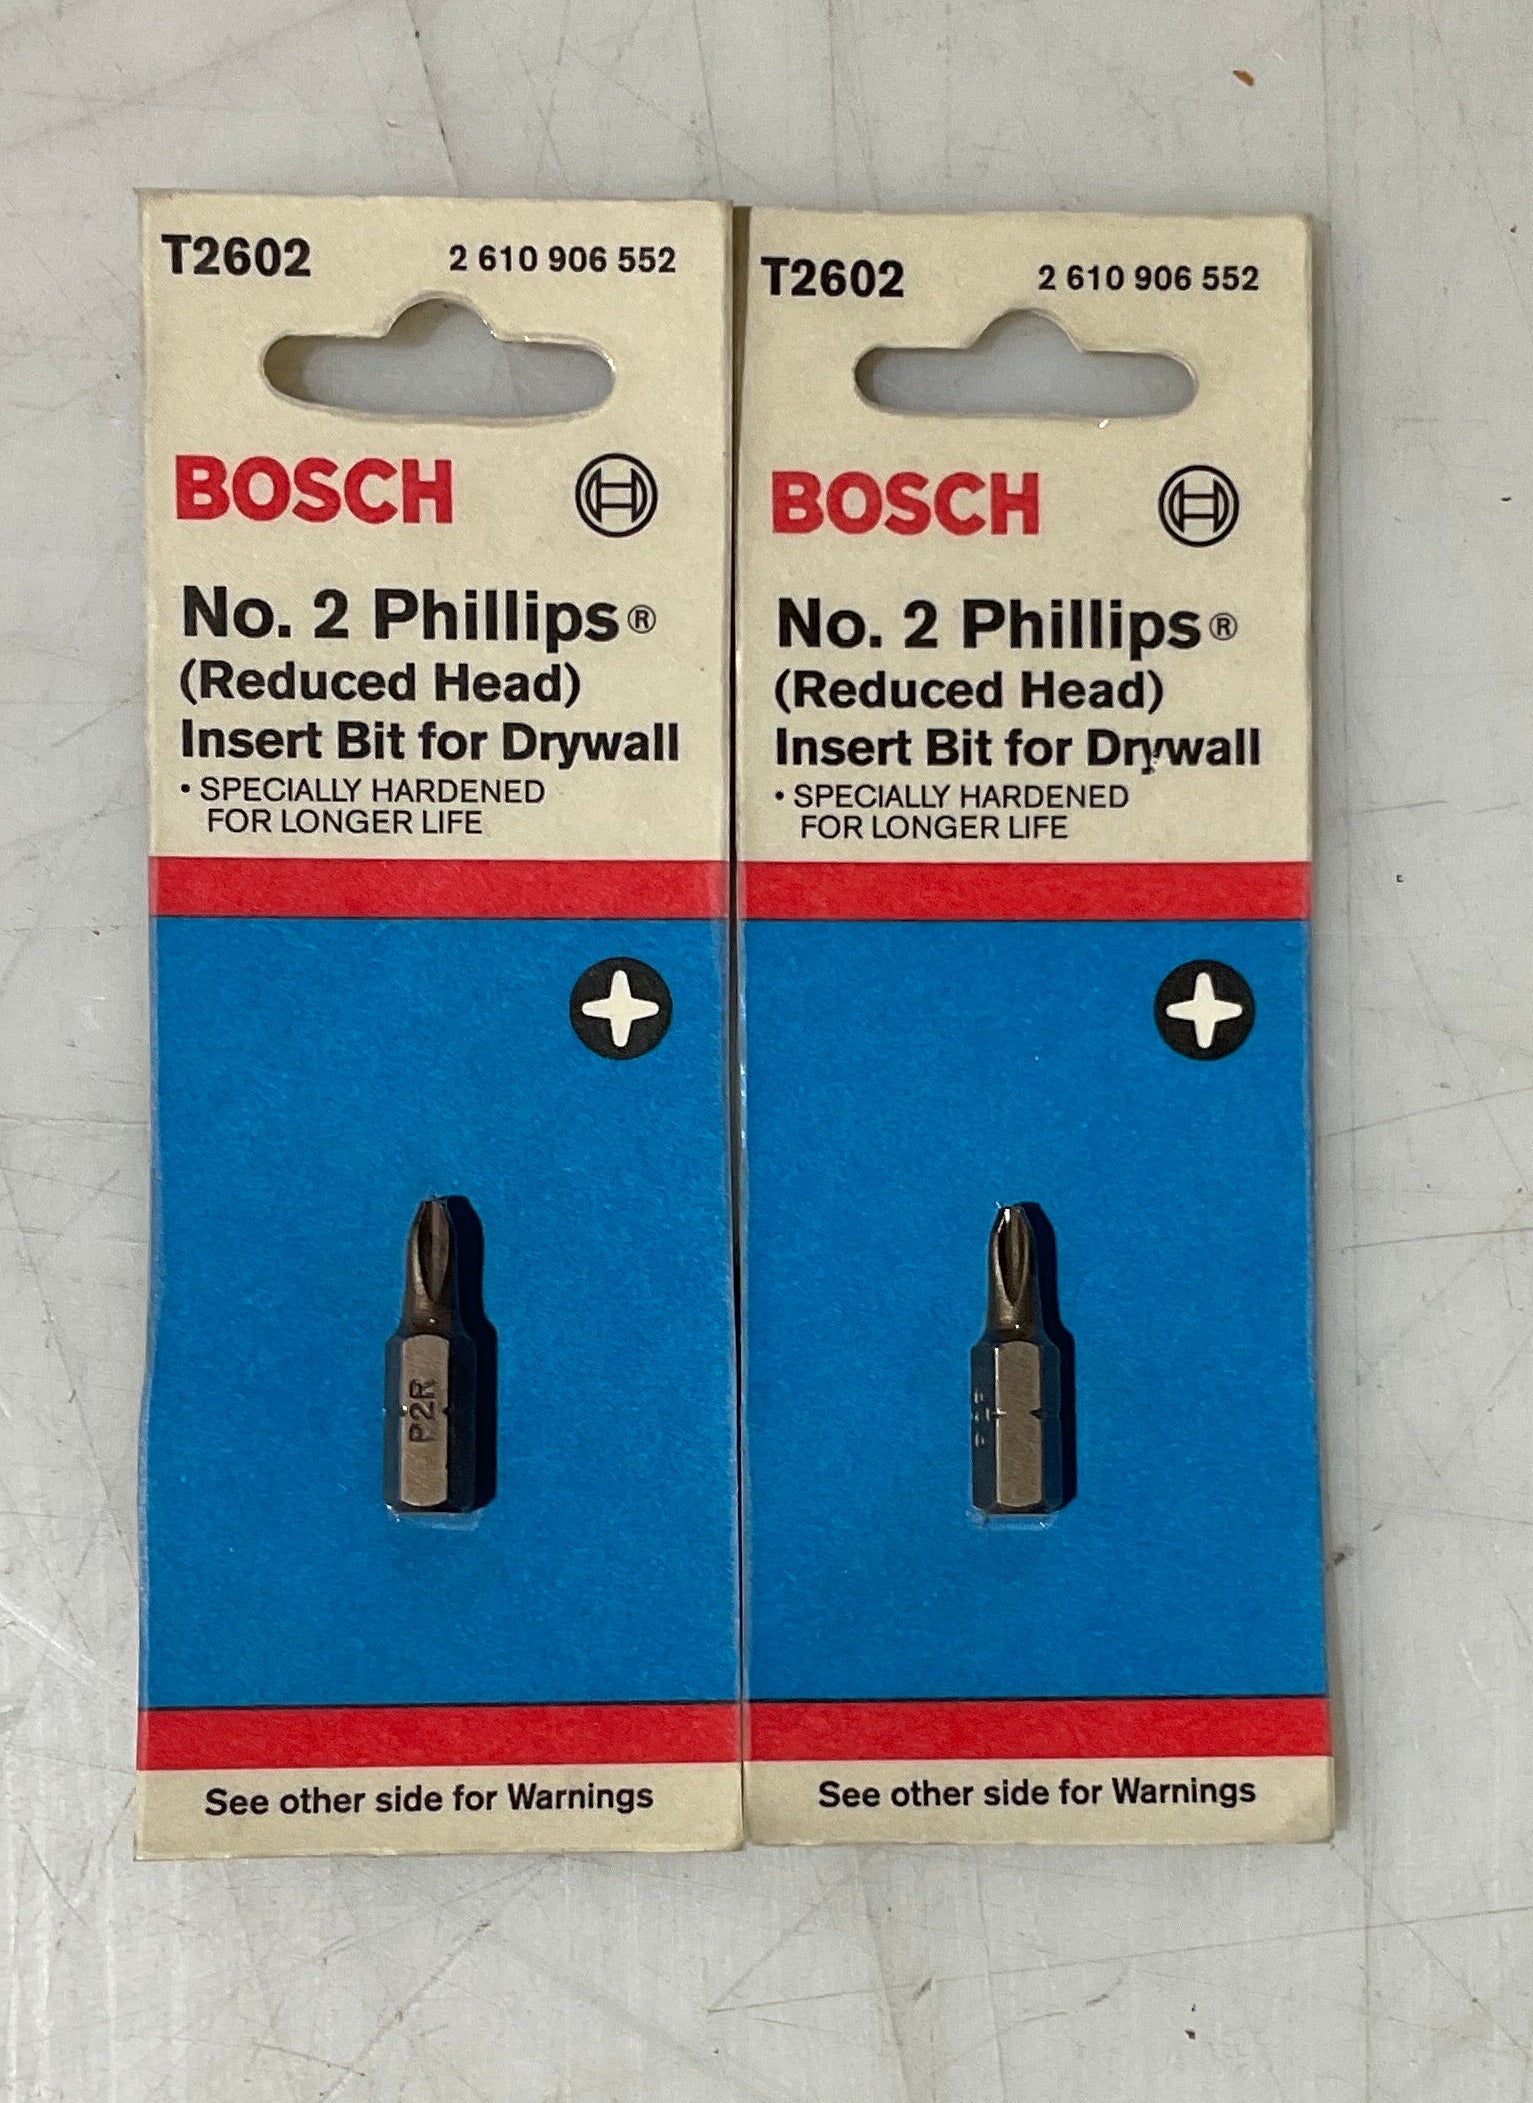 T2602 2 610 906 552
BOSCH
No. 2 Phillips®
(Reduced Head)
Insert Bit for Drywall
• SPECIALLY HARDENED
FOR LONGER LIFE
P2R
See other side for Warnings
T2602 2 610 906 552
BOSCH
No. 2 Phillips®
(Reduced Head)
Insert Bit for Drywall
• SPECIALLY HARDENED
FOR LONGER LIFE
See other side for Warnings